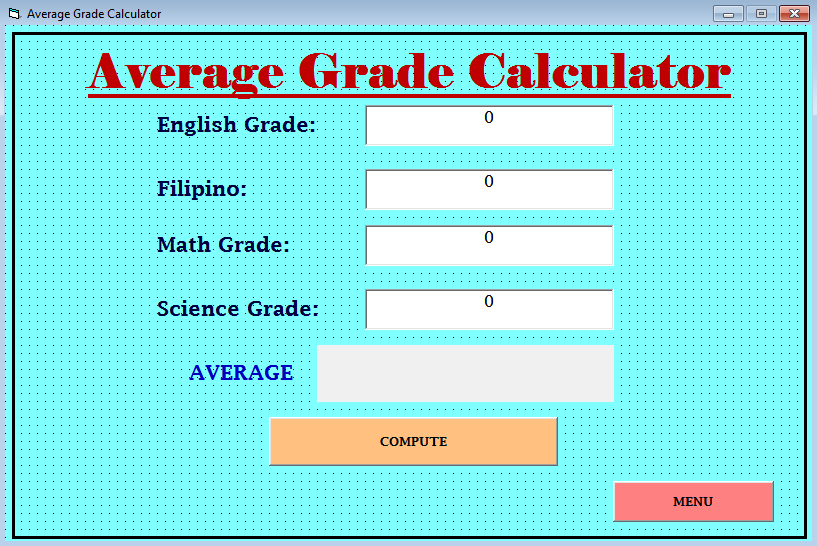 Average Grade Calculator
Average Grade Calculator
English Grade: 0
Filipino: 0
Math Grade: 0
Science Grade: 0
AVERAGE
COMPUTE
MENU